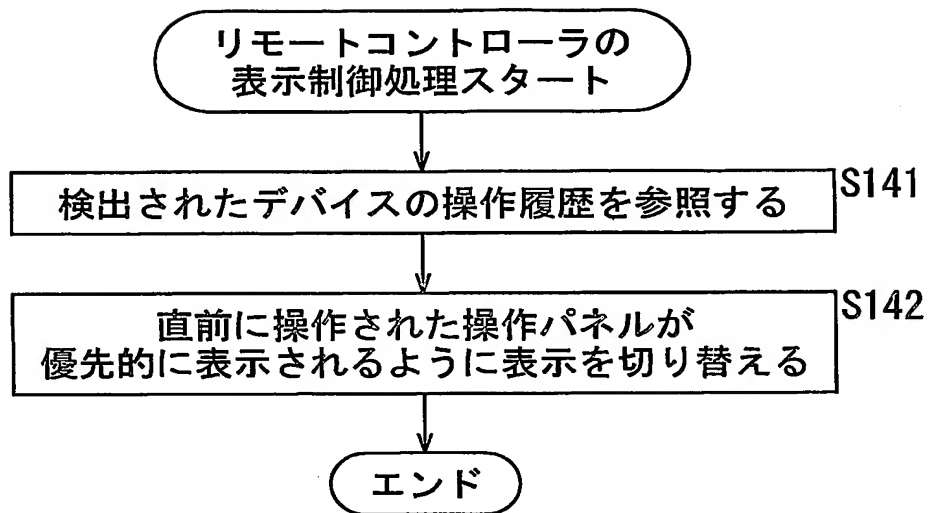 リモートコントローラの
表示制御処理スタート
検出されたデバイスの操作履歴を参照する
S141
直前に操作された操作パネルが
優先的に表示されるように表示を切り替える
S142
エンド